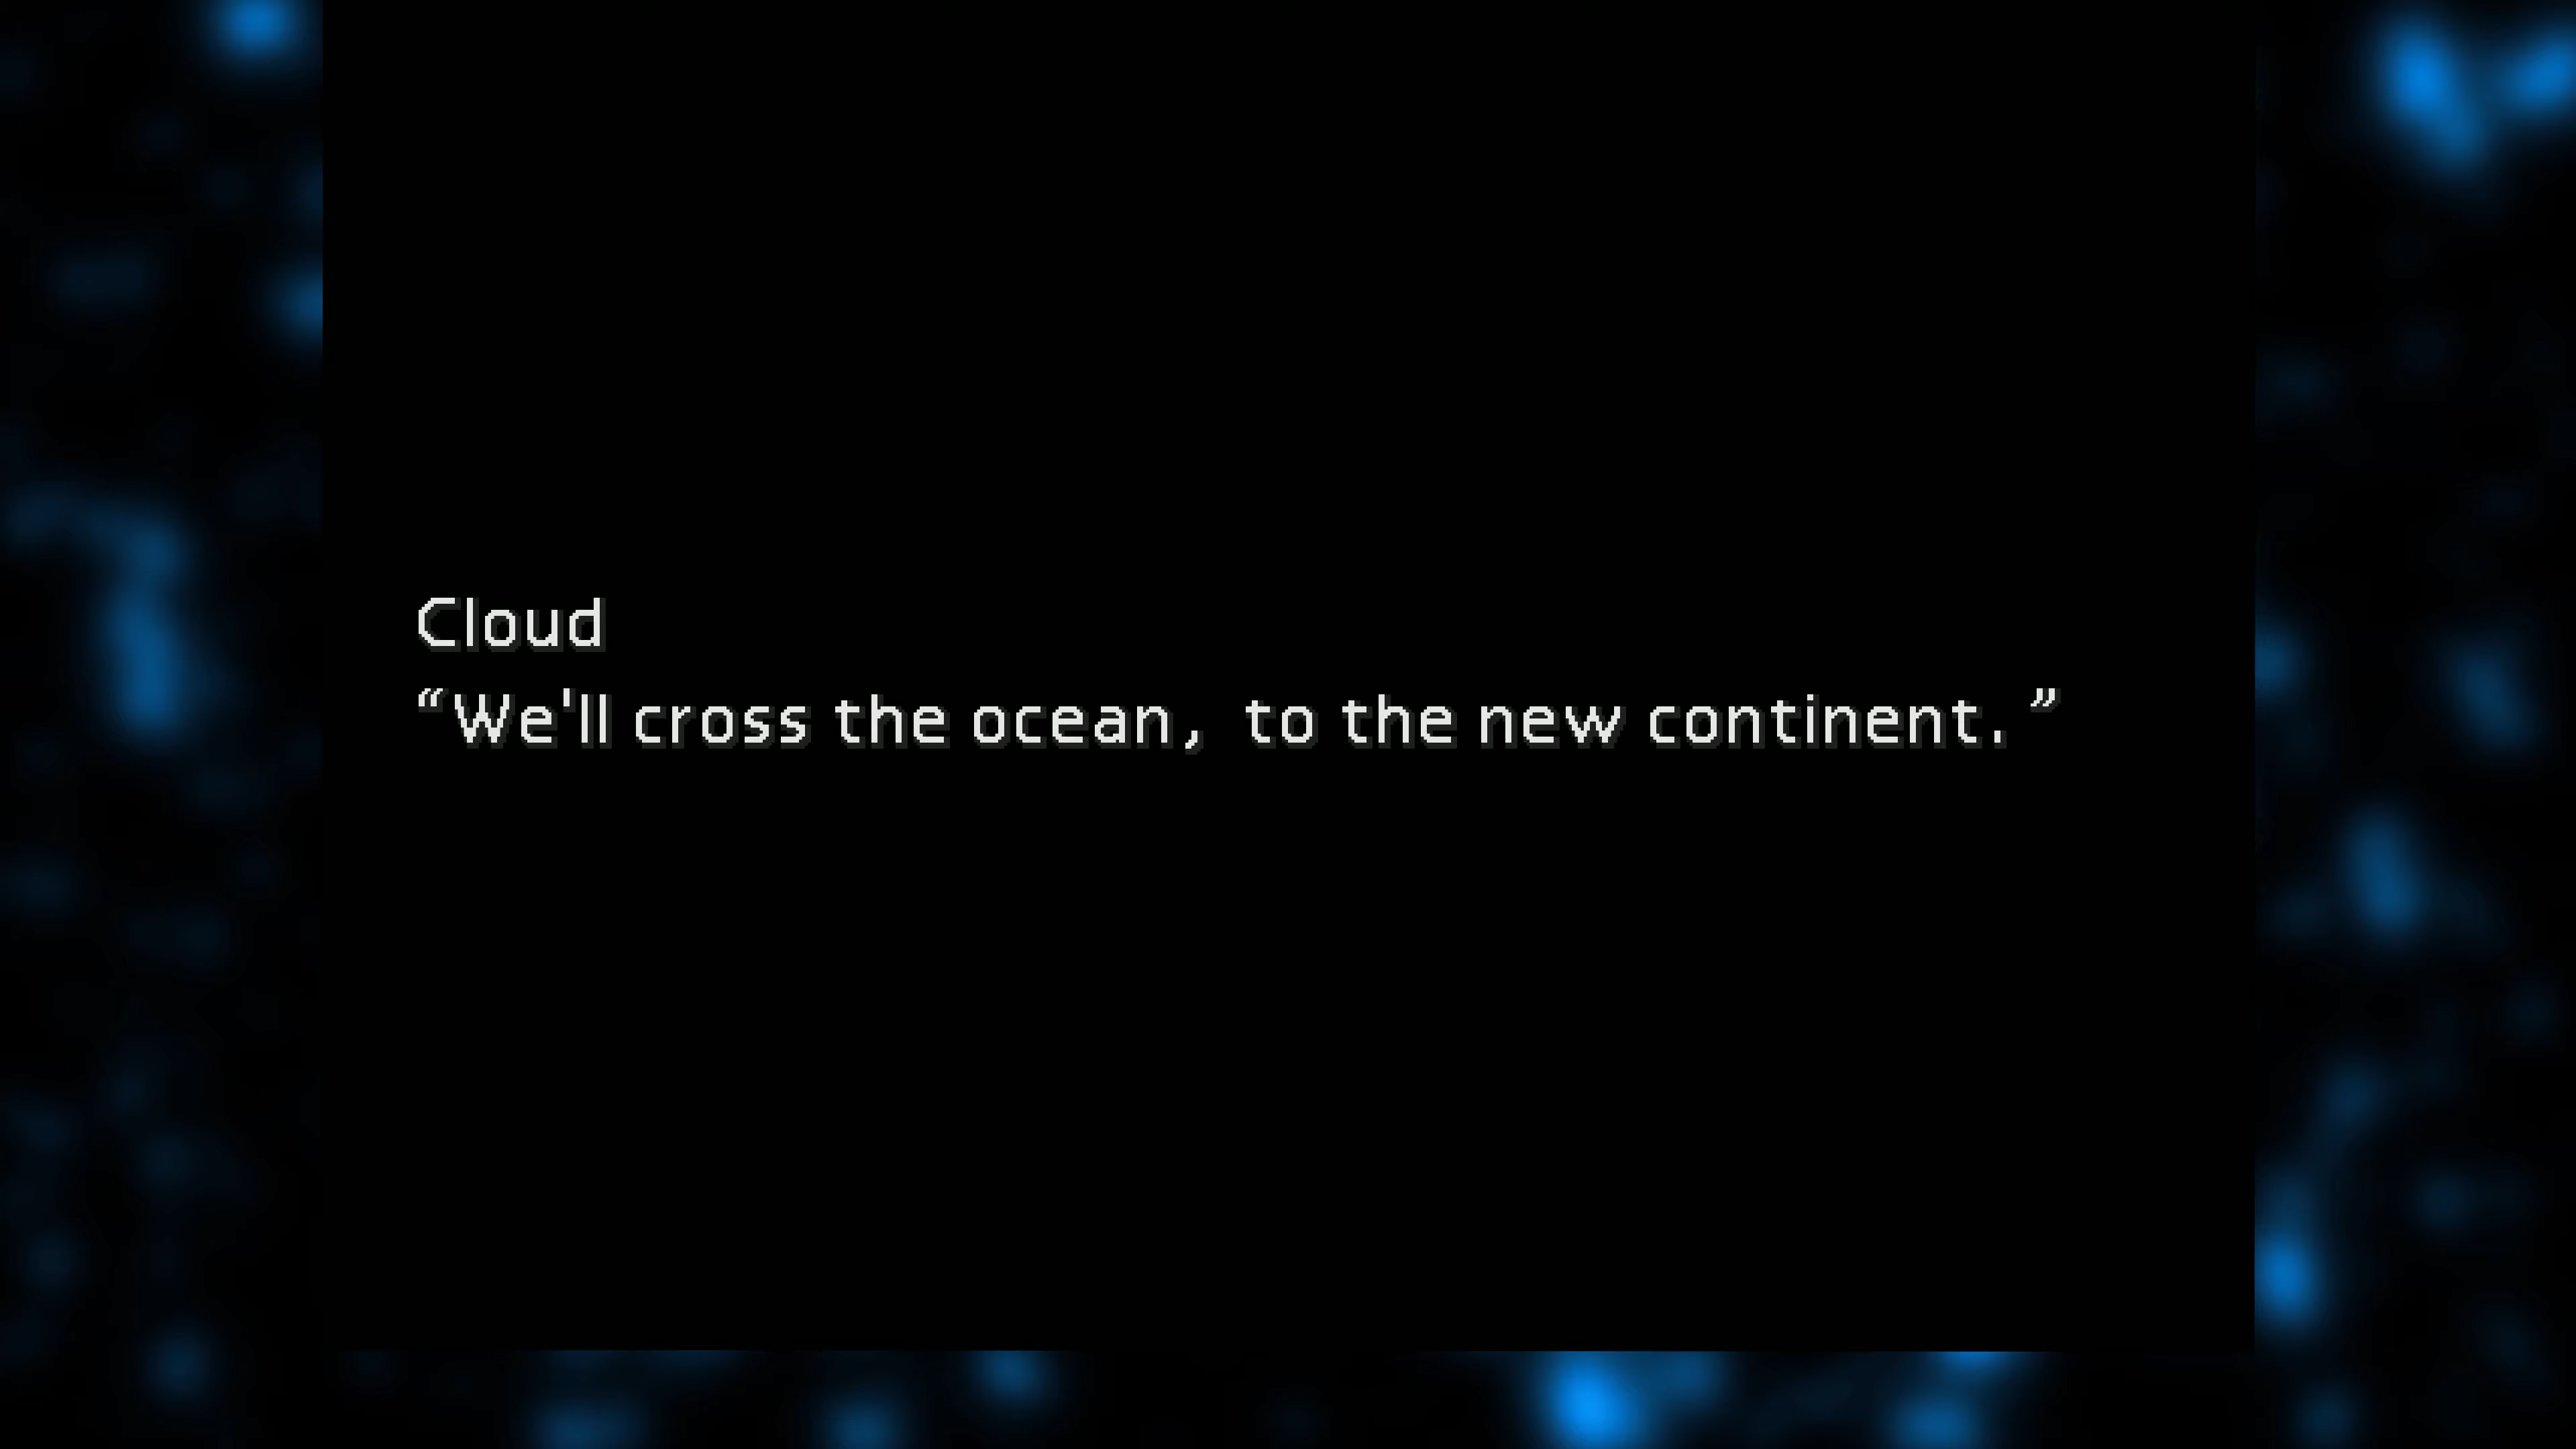 Cloud
“We'll cross the ocean, to the new continent.”